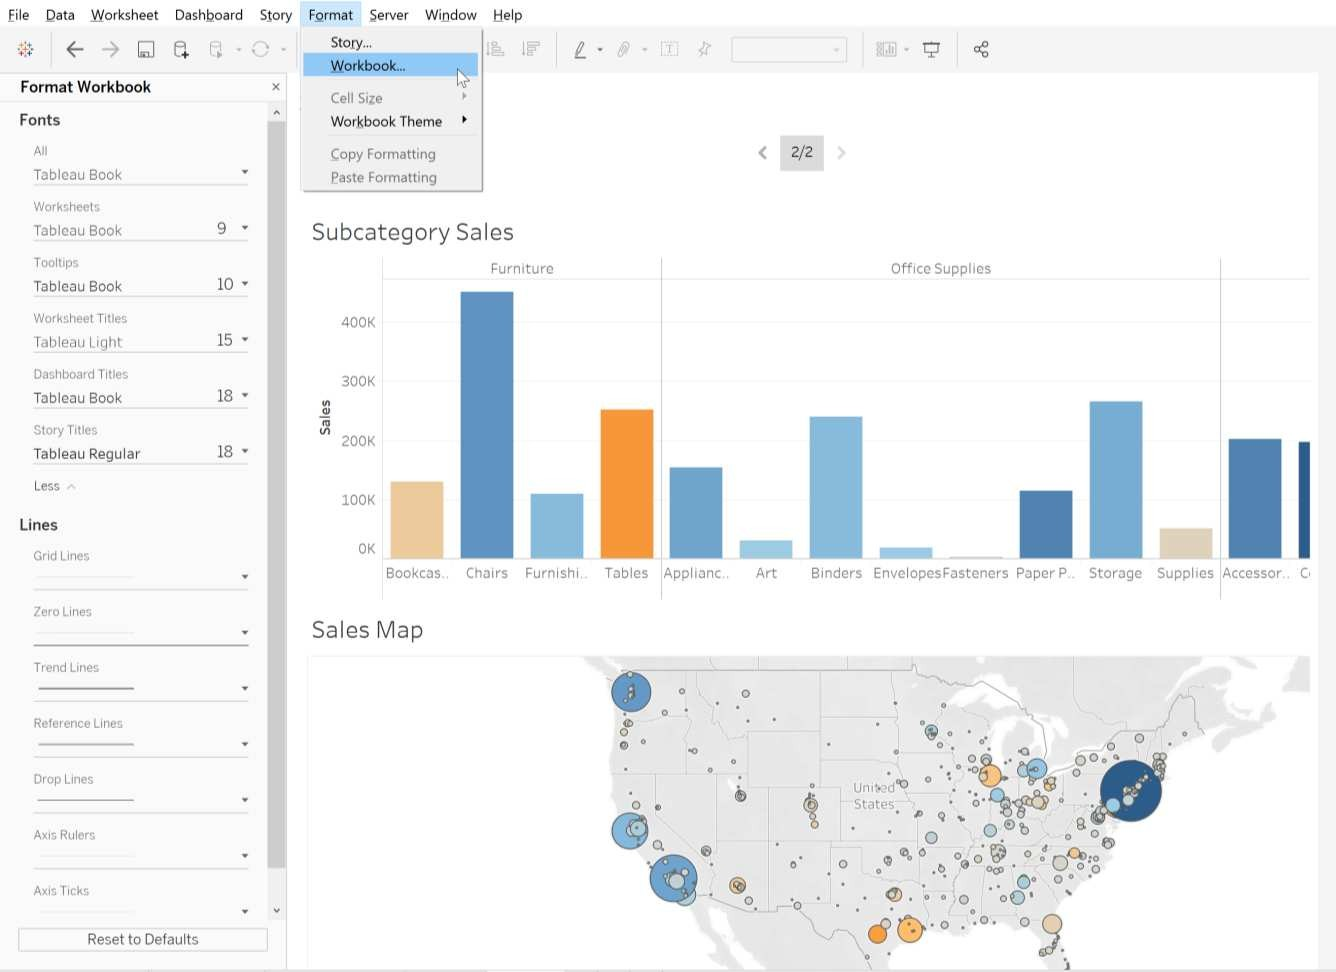 File Data Worksheet Dashboard Story Format Server Window Help
Story...
Workbook...
Cell Size
Workbook Theme
Copy Formatting
Paste Formatting
Format Workbook
Fonts
All
Tableau Book
Worksheets
Tableau Book 9
Tooltips
Tableau Book 10
Worksheet Titles
Tableau Light 15
Dashboard Titles
Tableau Book 18
Story Titles
Tableau Regular 18
Less
Lines
Grid Lines
Zero Lines
Trend Lines
Reference Lines
Drop Lines
Axis Rulers
Axis Ticks
Reset to Defaults
2/2
Subcategory Sales
Furniture Office Supplies
Sales
400K
300K
200K
100K
0K
Bookcas.. Chairs Furnishi.. Tables Applianc.. Art Binders Envelopes Fasteners Paper P.. Storage Supplies Accessor..
Sales Map
United
States